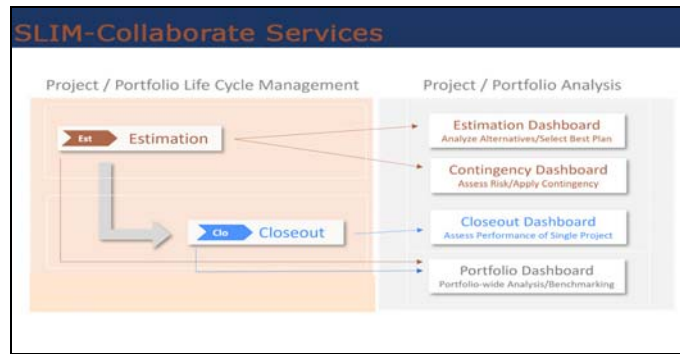 SLIM-Collaborate Services
Project / Portfolio Life Cycle Management
Project / Portfolio Analysis
Est Estimation
Estimation Dashboard
Analyze Alternatives/Select Best Plan
Contingency Dashboard
Assess Risk/Apply Contingency
Clo Closeout
Closeout Dashboard
Assess Performance of Single Project
Portfolio Dashboard
Portfolio-wide Analysis/Benchmarking